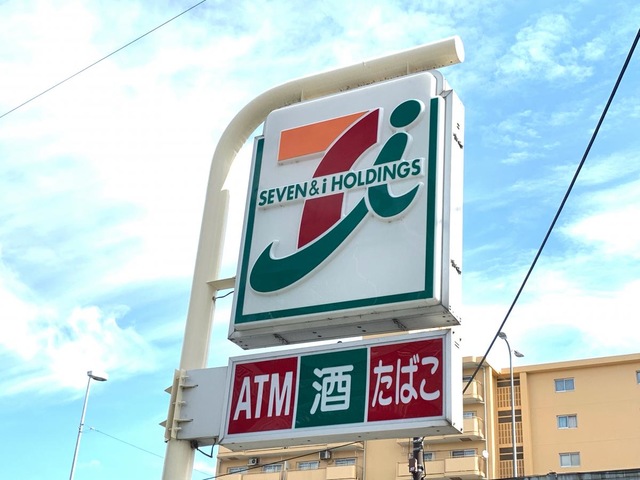 SEVEN & i HOLDINGS
ATM 酒 たばこ